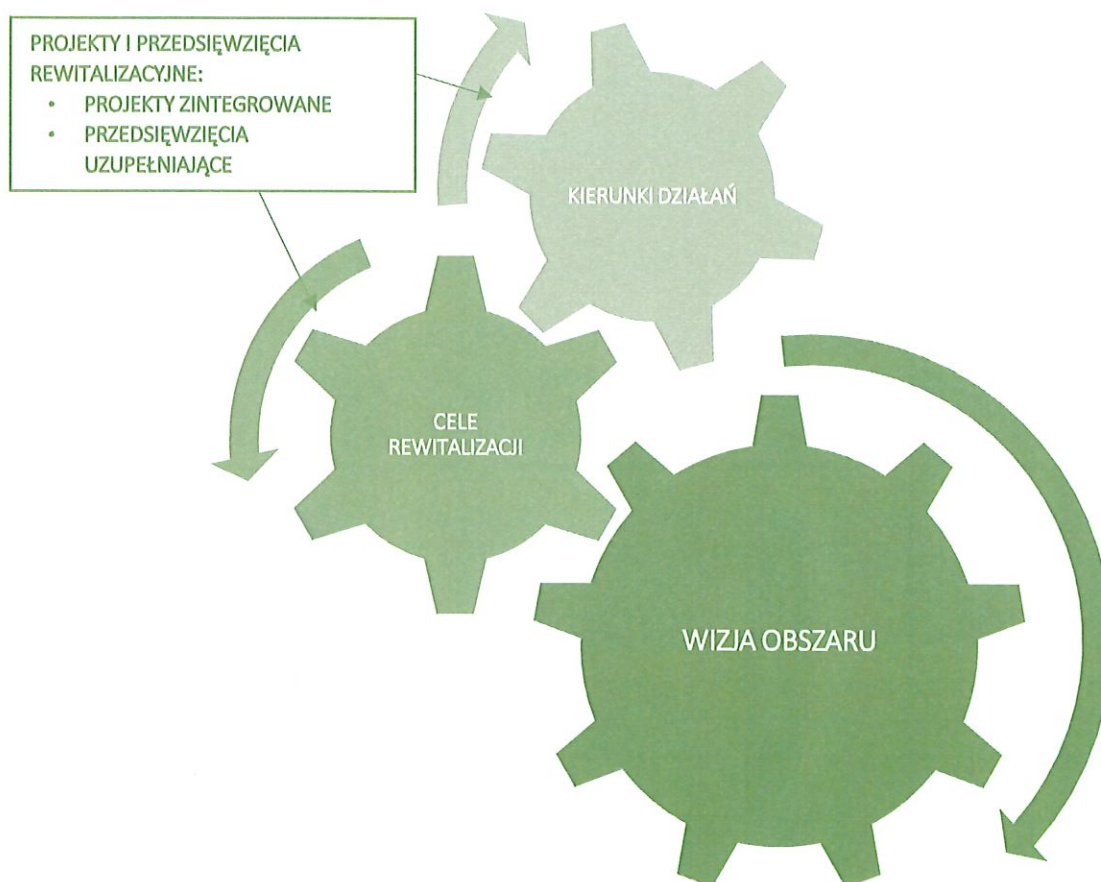 PROJEKTY I PRZEDSIĘWZIĘCIA
REWITALIZACYJNE:
• PROJEKTY ZINTEGROWANE
• PRZEDSIĘWZIĘCIA
UZUPEŁNIAJĄCE
KIERUNKI DZIAŁAŃ
CELE
REWITALIZACJI
WIZJA OBSZARU